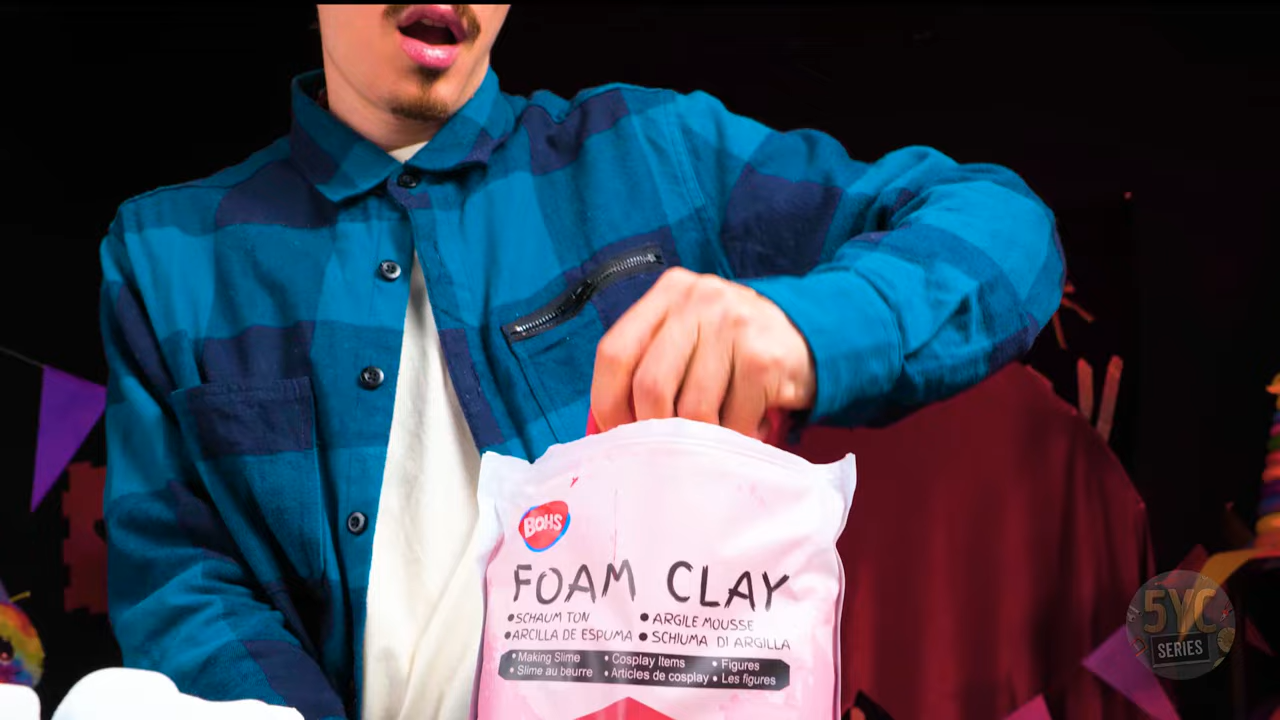 BOHS
FOAM CLAY
•SCHAUM TON •ARGILE MOUSSE
•ARCILLA DE ESPUMA •SCHIUMA DI ARGILLA
•Making Slime •Cosplay Items •Figures
•Slime au beurre •Articles de cosplay •Les figures
5YC
SERIES